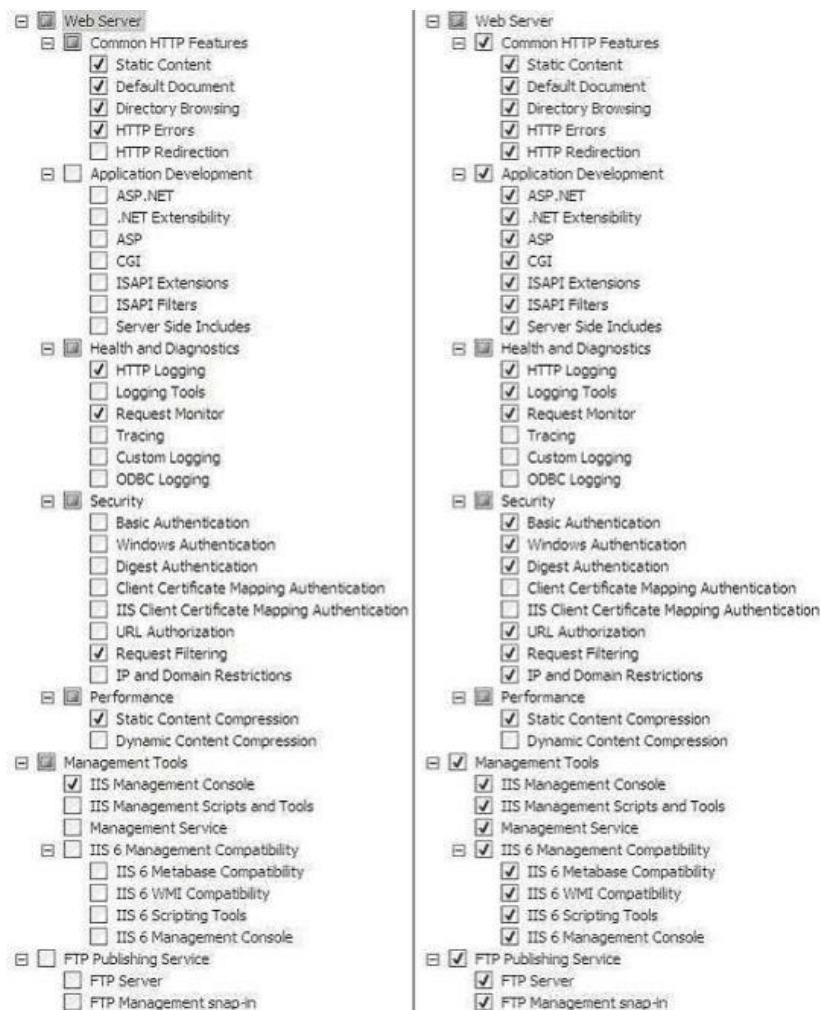 Web Server
Common HTTP Features
Static Content
Default Document
Directory Browsing
HTTP Errors
HTTP Redirection
Application Development
ASP.NET
.NET Extensibility
ASP
CGI
ISAPI Extensions
ISAPI Filters
Server Side Includes
Health and Diagnostics
HTTP Logging
Logging Tools
Request Monitor
Tracing
Custom Logging
ODBC Logging
Security
Basic Authentication
Windows Authentication
Digest Authentication
Client Certificate Mapping Authentication
IIS Client Certificate Mapping Authentication
URL Authorization
Request Filtering
IP and Domain Restrictions
Performance
Static Content Compression
Dynamic Content Compression
Management Tools
IIS Management Console
IIS Management Scripts and Tools
Management Service
IIS 6 Management Compatibility
IIS 6 Metabase Compatibility
IIS 6 WMI Compatibility
IIS 6 Scripting Tools
IIS 6 Management Console
FTP Publishing Service
FTP Server
FTP Management snap-in
Web Server
Common HTTP Features
Static Content
Default Document
Directory Browsing
HTTP Errors
HTTP Redirection
Application Development
ASP.NET
.NET Extensibility
ASP
CGI
ISAPI Extensions
ISAPI Filters
Server Side Includes
Health and Diagnostics
HTTP Logging
Logging Tools
Request Monitor
Tracing
Custom Logging
ODBC Logging
Security
Basic Authentication
Windows Authentication
Digest Authentication
Client Certificate Mapping Authentication
IIS Client Certificate Mapping Authentication
URL Authorization
Request Filtering
IP and Domain Restrictions
Performance
Static Content Compression
Dynamic Content Compression
Management Tools
IIS Management Console
IIS Management Scripts and Tools
Management Service
IIS 6 Management Compatibility
IIS 6 Metabase Compatibility
IIS 6 WMI Compatibility
IIS 6 Scripting Tools
IIS 6 Management Console
FTP Publishing Service
FTP Server
FTP Management snap-in